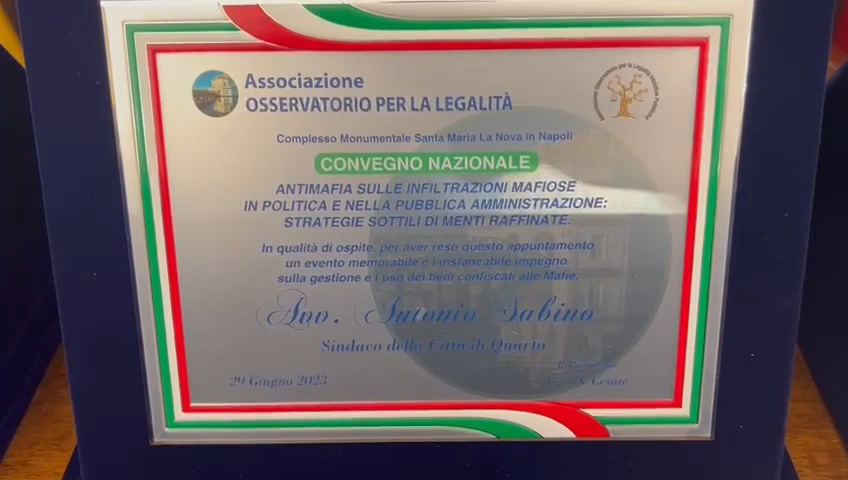 Associazione
OSSERVATORIO PER LA LEGALITÀ
Complesso Monumentale Santa Maria La Nova in Napoli
CONVEGNO NAZIONALE
ANTIMAFIA SULLE INFILTRAZIONI MAFIOSE
IN POLITICA E NELLA PUBBLICA AMMINISTRAZIONE:
STRATEGIE SOTTILI DI MENTI RAFFINATE.
In qualità di ospite, per aver reso questo appuntamento
un evento memorabile e l'instancabile impegno
sulla gestione e l'uso dei beni confiscati alle Mafie.
Avv. Antonio Sabino
Sindaco della Città di Quarto
29 Giugno 2023
Cesare